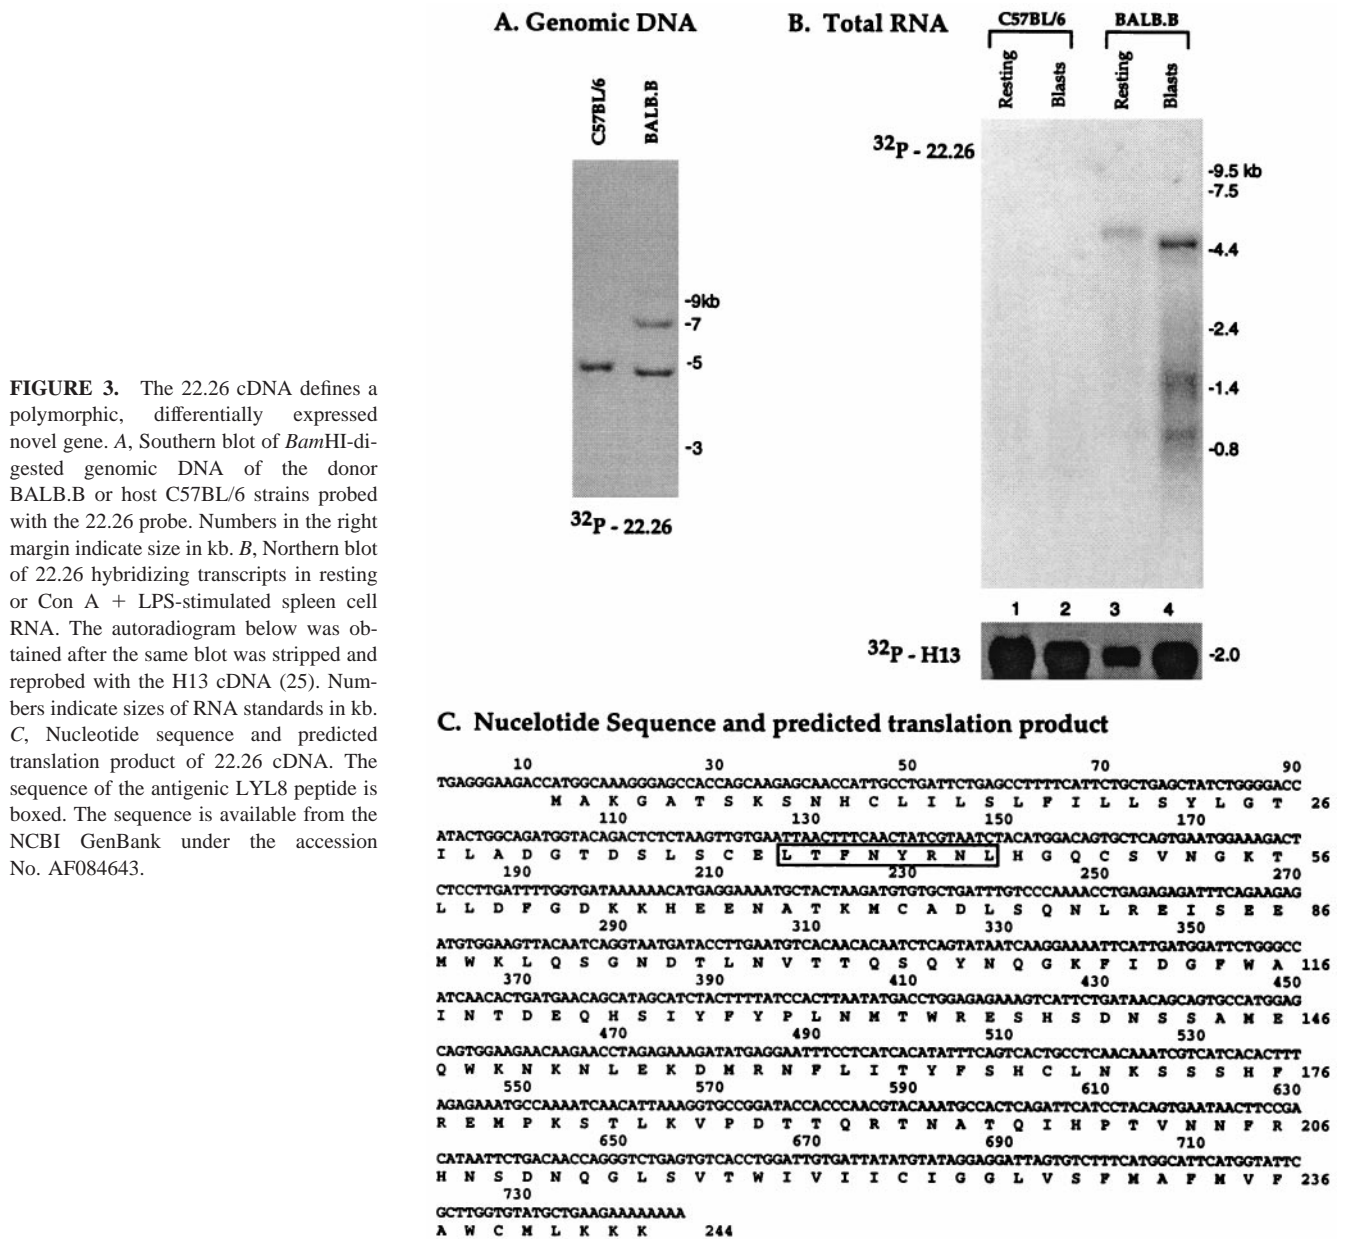 FIGURE 3. The 22.26 cDNA defines a
polymorphic, differentially expressed
novel gene. A, Southern blot of BamHI-di-
gested genomic DNA of the donor
BALB.B or host C57BL/6 strains probed
with the 22.26 probe. Numbers in the right
margin indicate size in kb. B, Northern blot
of 22.26 hybridizing transcripts in resting
or Con A + LPS-stimulated spleen cell
RNA. The autoradiogram below was ob-
tained after the same blot was stripped and
reprobed with the H13 cDNA (25). Num-
bers indicate sizes of RNA standards in kb.
C, Nucleotide sequence and predicted
translation product of 22.26 cDNA. The
sequence of the antigenic LYL8 peptide is
boxed. The sequence is available from the
NCBI GenBank under the accession
No. AF084643.
A. Genomic DNA
C57BL/6
BALB.B
-9kb
-7
-5
-3
32P - 22.26
B. Total RNA
C57BL/6 BALB.B
Resting
Blasts
Resting
Blasts
32P - 22.26
-9.5 kb
-7.5
-4.4
-2.4
-1.4
-0.8
1 2 3 4
32P - H13
-2.0
C. Nucelotide Sequence and predicted translation product
10 30 50 70 90
TGAGGGAAGACCATGGCAAAGGGAGCCACCAGCAAGAGCAACCATTGCCTGATTCTGAGCCTTTTCATTCTGCTGAGCTATCTGGGGACC
M A K G A T S K S N H C L I L S L F I L L S Y L G T 26
110 130 150 170
ATACTGGCAGATGGTACAGACTCTCTAAGTTGTGAATTAACTTTCAACTATCGTAATCTACATGGACAGTGCTCAGTGAATGGAAAGACT
I L A D G T D S L S C E L T F N Y R N L H G Q C S V N G K T 56
190 210 230 250 270
CTCCTTGATTTTGGTGATAAAAAACATGAGGAAAATGCTACTAAGATGTGTGCTGATTTGTCCCAAAACCTGAGAGAGATTTCAGAAGAG
L L D F G D K K H E E N A T K M C A D L S Q N L R E I S E E 86
290 310 330 350
ATGTGGAAGTTACAATCAGGTAATGATACCTTGAATGTCACAACACAATCTCAGTATAATCAAGGAAAATTCATTGATGGATTCTGGGCC
M W K L Q S G N D T L N V T T Q S Q Y N Q G K F I D G F W A 116
370 390 410 430 450
ATCAACACTGATGAACAGCATAGCATCTACTTTTATCCACTTAATATGACCTGGAGAGAAAGTCATTCTGATAACAGCAGTGCCATGGAG
I N T D E Q H S I Y F Y P L N M T W R E S H S D N S S A M E 146
470 490 510 530
CAGTGGAAGAACAAGAACCTAGAGAAAGATATGAGGAATTTCCTCATCACATATTTCAGTCACTGCCTCAACAAATCGTCATCACACTTT
Q W K N K N L E K D M R N F L I T Y F S H C L N K S S S H F 176
550 570 590 610 630
AGAGAAATGCCAAAATCAACATTAAAGGTGCCGGATACCACCCAACGTACAAATGCCACTCAGATTCATCCTACAGTGAATAACTTCCGA
R E M P K S T L K V P D T T Q R T N A T Q I H P T V N N F R 206
650 670 690 710
CATAATTCTGACAACCAGGGTCTGAGTGTCACCTGGATTGTGATTATATGTATAGGAGGATTAGTGTCTTTCATGGCATTCATGGTATTC
H N S D N Q G L S V T W I V I I C I G G L V S F M A F M V F 236
730
GCTTGGTGTATGCTGAAGAAAAAAAA
A W C M L K K K 244